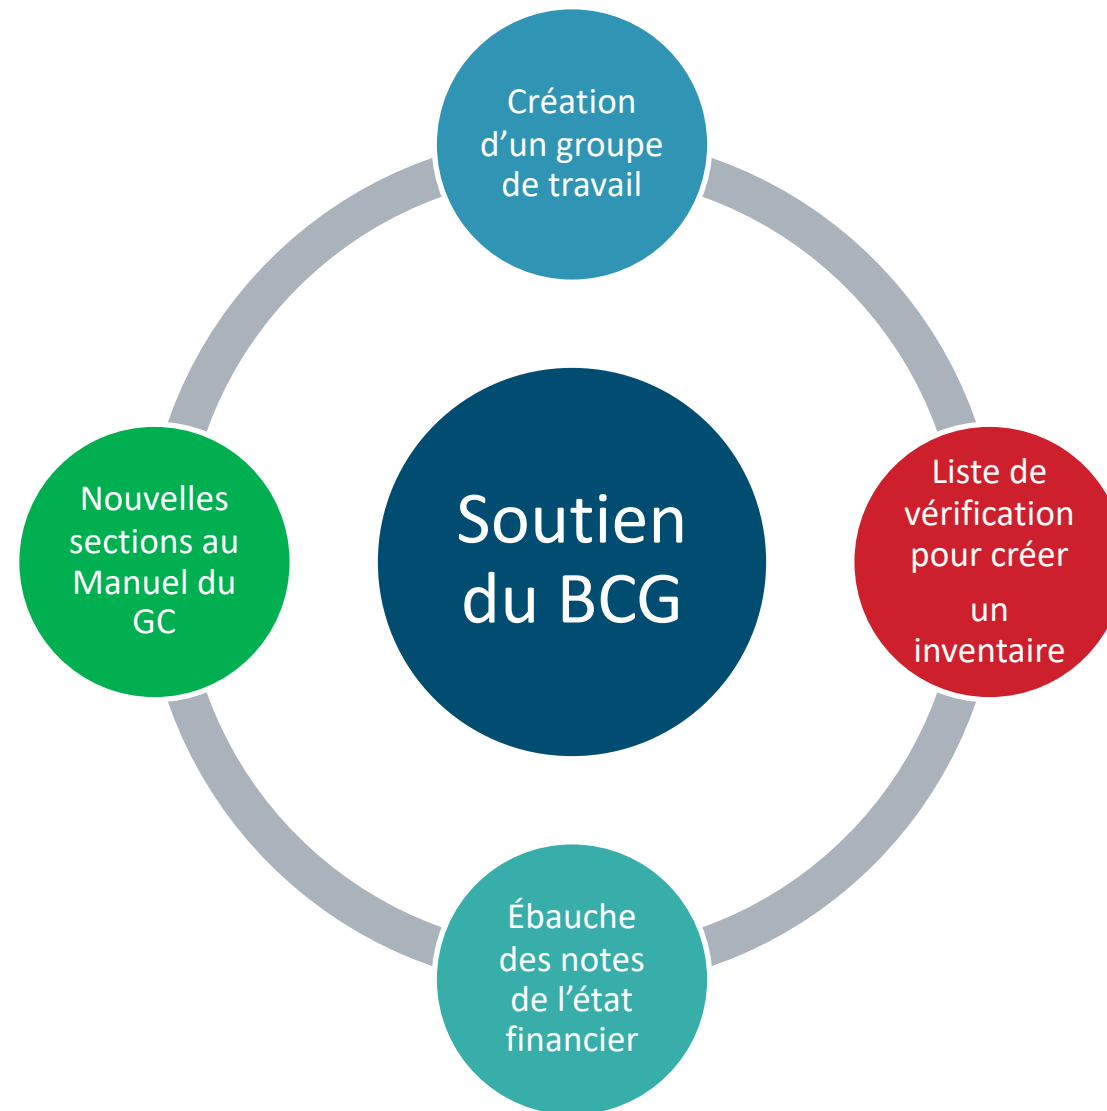 Création
d’un groupe
de travail
Nouvelles
sections au
Manuel du
GC
Soutien
du BCG
Liste de
vérification
pour créer
un
inventaire
Ébauche
des notes
de l’état
financier